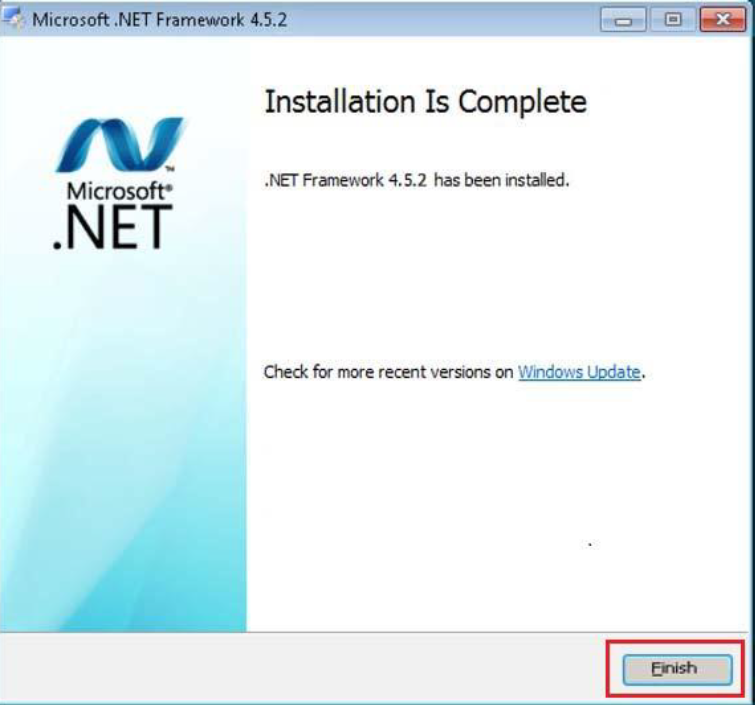 Microsoft .NET Framework 4.5.2
Installation Is Complete
Microsoft®
.NET
™
.NET Framework 4.5.2 has been installed.
Check for more recent versions on Windows Update.
Finish